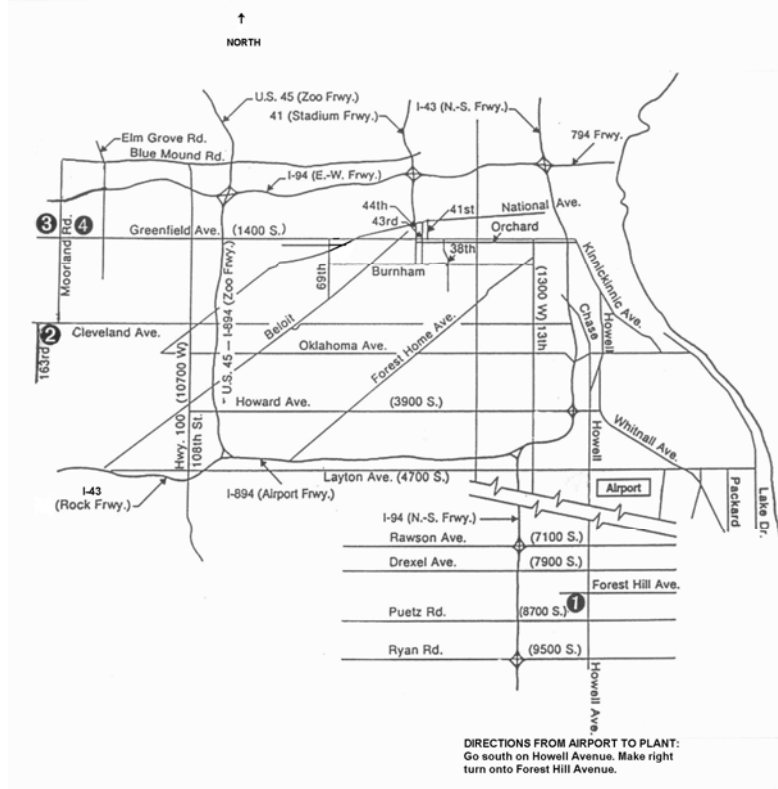 NORTH
U.S. 45 (Zoo Frwy.)
41 (Stadium Frwy.)
I-43 (N.-S. Frwy.)
794 Frwy.
Elm Grove Rd.
Blue Mound Rd.
I-94 (E.-W. Frwy.)
44th
43rd
41st
National Ave.
Orchard
3
4
Moorland Rd.
Greenfield Ave. (1400 S.)
38th
69th
Burnham
Kinnickinnic Ave.
2
Cleveland Ave.
163rd
Beloit
Forest Home Ave.
(1300 W) 13th
Chase
Howell
Oklahoma Ave.
U.S. 45 — I-894 (Zoo Frwy.)
Hwy. 100 (10700 W)
108th St.
Howard Ave. (3900 S.)
Howell
Whitnall Ave.
Layton Ave. (4700 S.)
I-43
(Rock Frwy.)
I-894 (Airport Frwy.)
Airport
Packard
Lake Dr.
I-94 (N.-S. Frwy.)
Rawson Ave. (7100 S.)
Drexel Ave. (7900 S.)
Forest Hill Ave.
1
Puetz Rd. (8700 S.)
Ryan Rd. (9500 S.)
Howell Ave.
DIRECTIONS FROM AIRPORT TO PLANT:
Go south on Howell Avenue. Make right
turn onto Forest Hill Avenue.